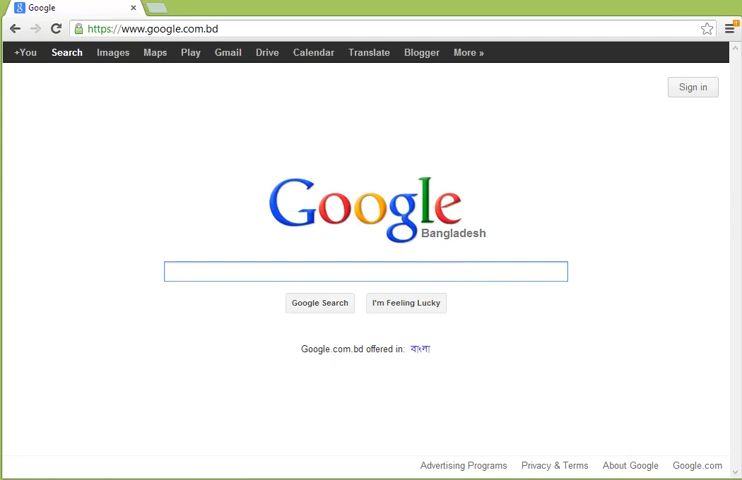 Google
https://www.google.com.bd
+You Search Images Maps Play Gmail Drive Calendar Translate Blogger More »
Sign in
Google
Bangladesh
Google Search I'm Feeling Lucky
Google.com.bd offered in: বাংলা
Advertising Programs Privacy & Terms About Google Google.com